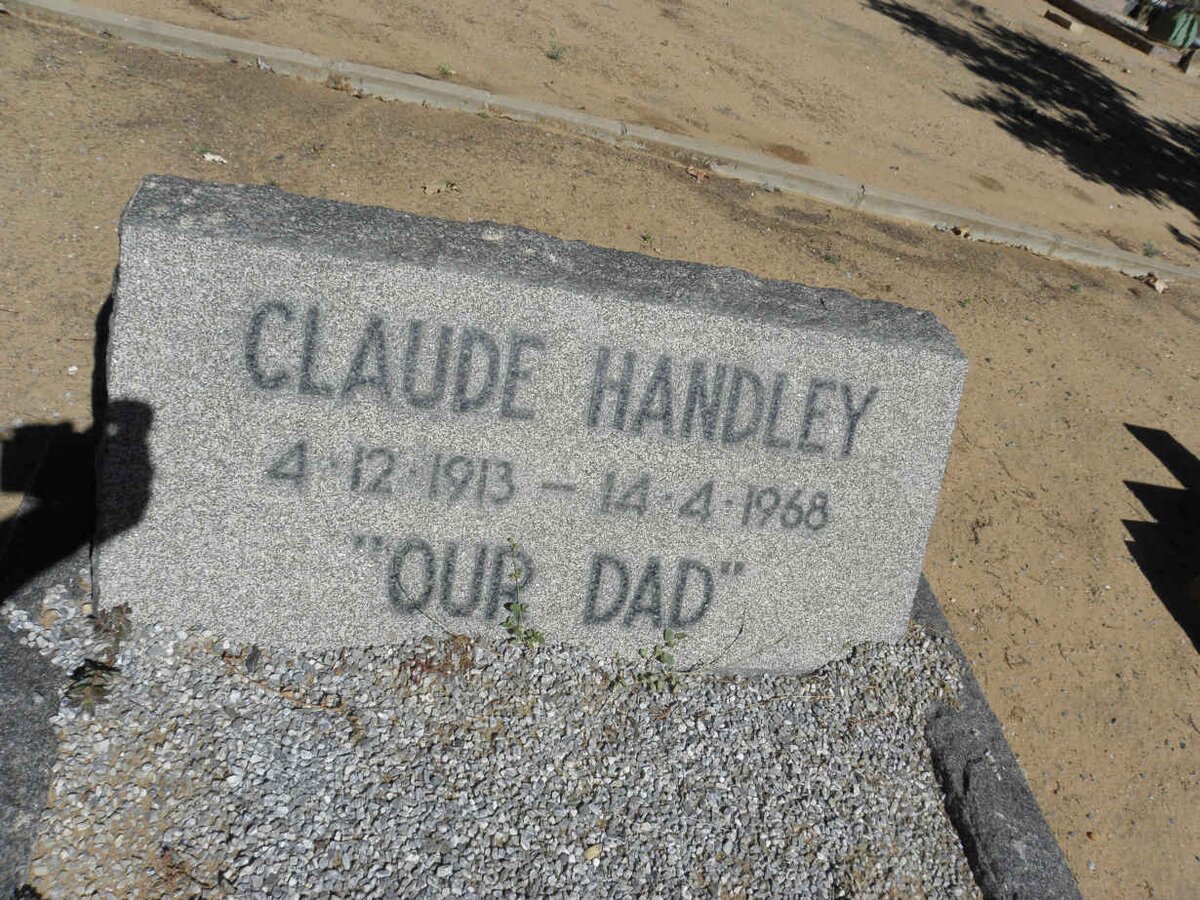 CLAUDE HANDLEY
4·12·1913 – 14·4·1968
"OUR DAD"